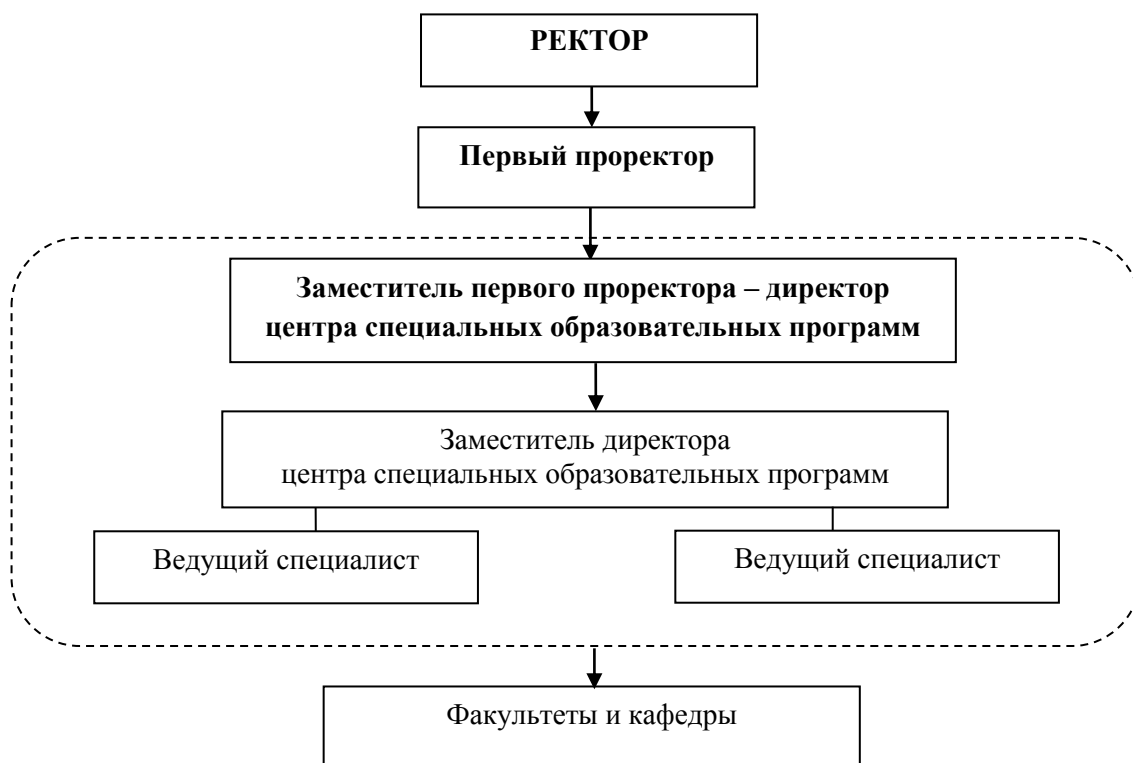 РЕКТОР
Первый проректор
Заместитель первого проректора – директор
центра специальных образовательных программ
Заместитель директора
центра специальных образовательных программ
Ведущий специалист
Ведущий специалист
Факультеты и кафедры